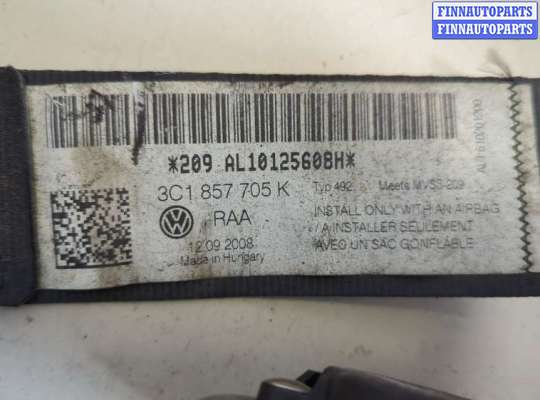 FINNAUTOPARTS
FINNAUTOPARTS
*209 AL10125608H*
3C1 857 705 K
Typ 492 Meets MVSS-209
RAA
INSTALL ONLY WITH AN AIRBAG
/ A INSTALLER SEULEMENT
12.09.2008
AVEC UN SAC GONFLABLE
Made in Hungary